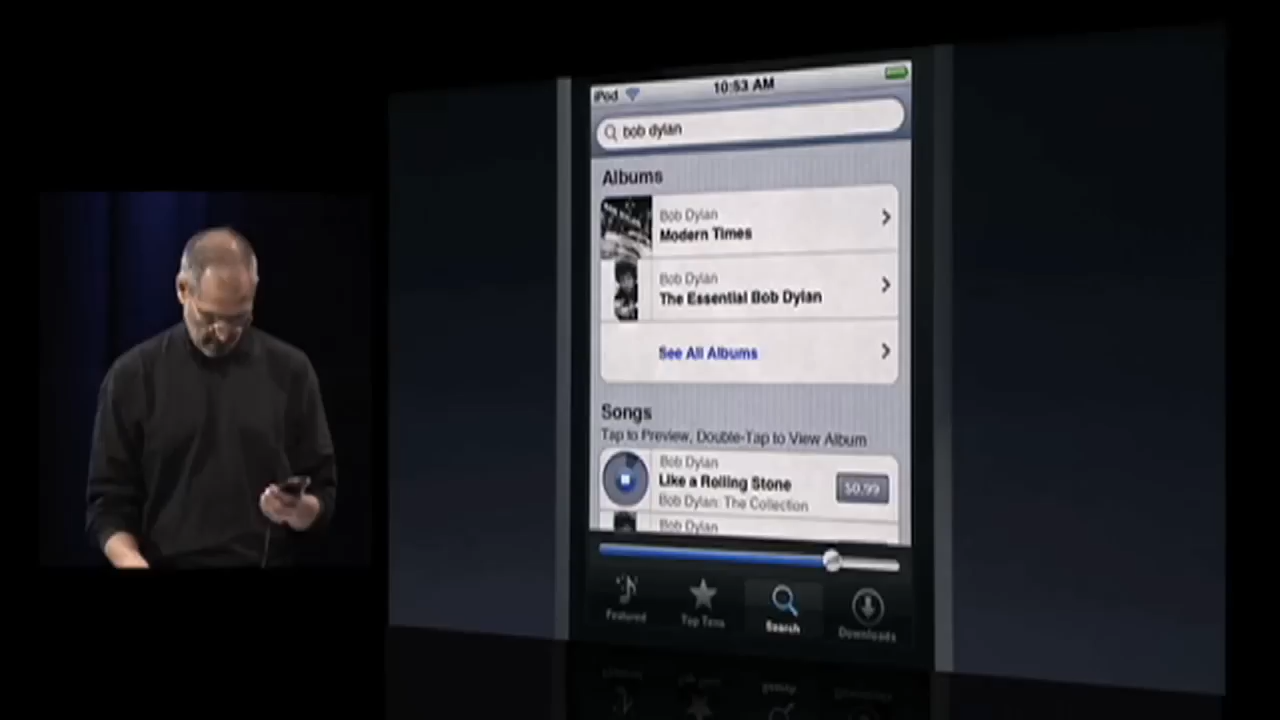 iPod 10:53 AM
bob dylan
Albums
Bob Dylan
Modern Times
Bob Dylan
The Essential Bob Dylan
See All Albums
Songs
Tap to Preview, Double-Tap to View Album
Bob Dylan
Like a Rolling Stone
$0.99
Bob Dylan: The Collection
Bob Dylan
Featured
Top Tens
Search
Downloads